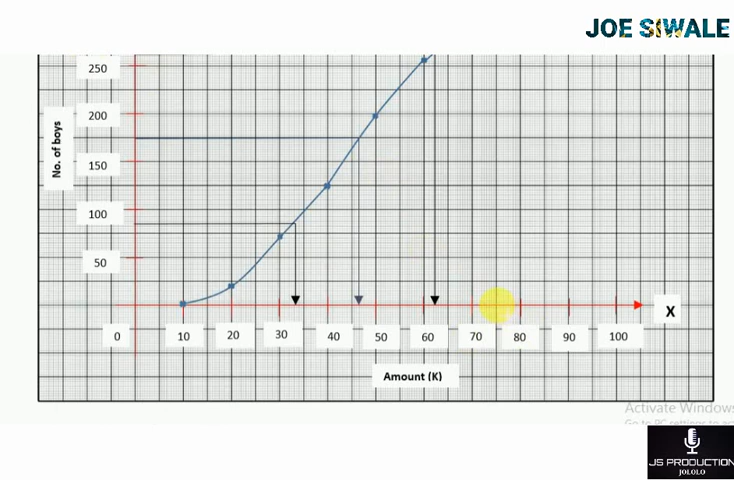 JOE SIWALE
250
200
150
100
50
No. of boys
0 10 20 30 40 50 60 70 80 90 100
X
Amount (K)
Activate Windows
JS PRODUCTION
JOLOLO